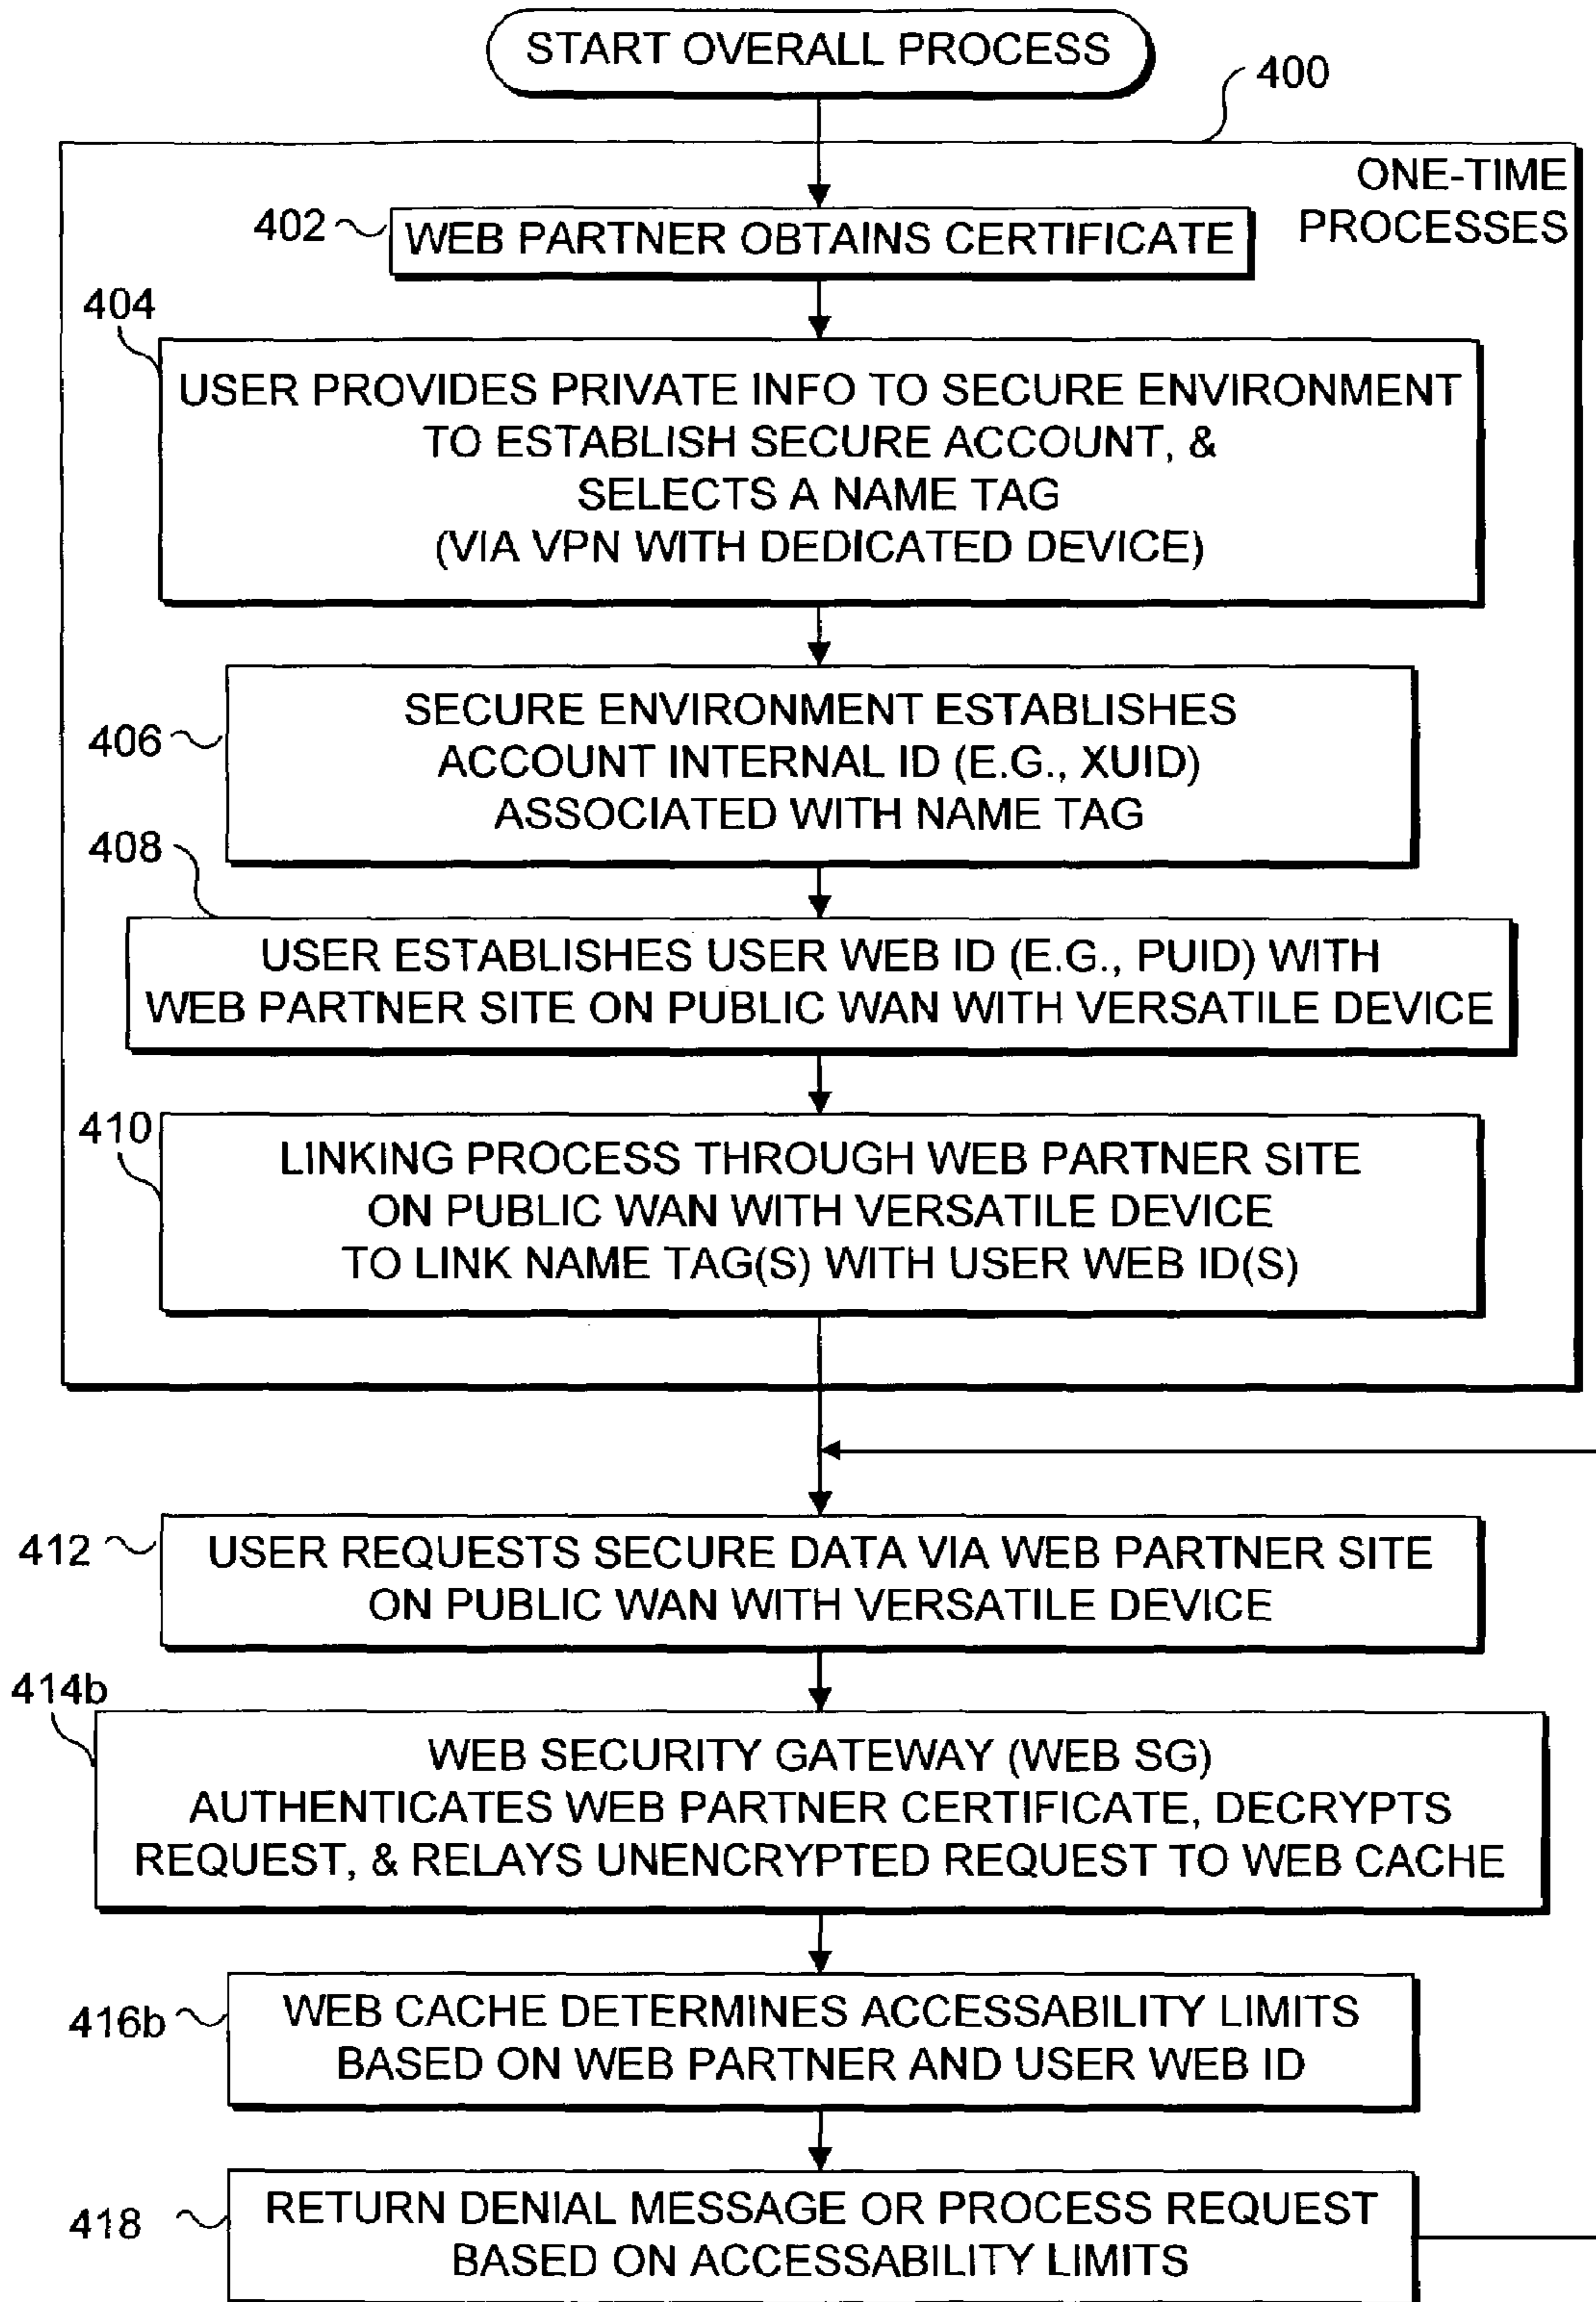 START OVERALL PROCESS
400
ONE-TIME
PROCESSES
402
WEB PARTNER OBTAINS CERTIFICATE
404
USER PROVIDES PRIVATE INFO TO SECURE ENVIRONMENT
TO ESTABLISH SECURE ACCOUNT, &
SELECTS A NAME TAG
(VIA VPN WITH DEDICATED DEVICE)
406
SECURE ENVIRONMENT ESTABLISHES
ACCOUNT INTERNAL ID (E.G., XUID)
ASSOCIATED WITH NAME TAG
408
USER ESTABLISHES USER WEB ID (E.G., PUID) WITH
WEB PARTNER SITE ON PUBLIC WAN WITH VERSATILE DEVICE
410
LINKING PROCESS THROUGH WEB PARTNER SITE
ON PUBLIC WAN WITH VERSATILE DEVICE
TO LINK NAME TAG(S) WITH USER WEB ID(S)
412
USER REQUESTS SECURE DATA VIA WEB PARTNER SITE
ON PUBLIC WAN WITH VERSATILE DEVICE
414b
WEB SECURITY GATEWAY (WEB SG)
AUTHENTICATES WEB PARTNER CERTIFICATE, DECRYPTS
REQUEST, & RELAYS UNENCRYPTED REQUEST TO WEB CACHE
416b
WEB CACHE DETERMINES ACCESSABILITY LIMITS
BASED ON WEB PARTNER AND USER WEB ID
418
RETURN DENIAL MESSAGE OR PROCESS REQUEST
BASED ON ACCESSABILITY LIMITS